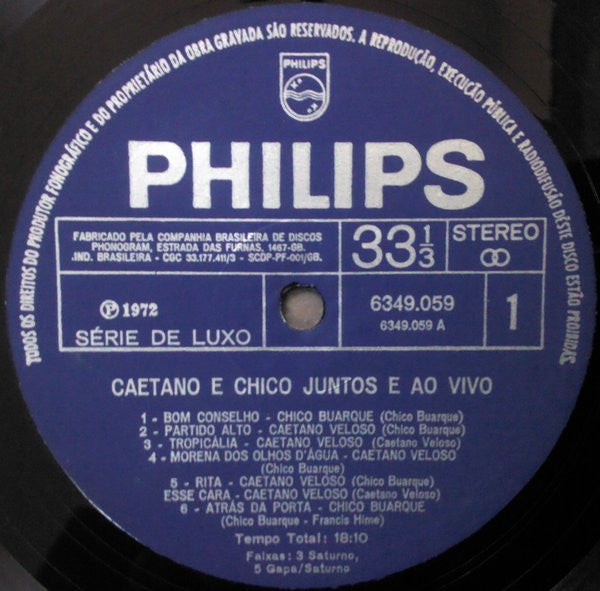 TODOS OS DIREITOS DO PRODUTOR FONOGRÁFICO E DO PROPRIETÁRIO DA OBRA GRAVADA SÃO RESERVADOS. A REPRODUÇÃO, EXECUÇÃO PÚBLICA E RADIODIFUSÃO DÊSTE DISCO ESTÃO PROIBIDAS.
PHILIPS
PHILIPS
FABRICADO PELA COMPANHIA BRASILEIRA DE DISCOS
PHONOGRAM, ESTRADA DAS FURNAS, 1467-GB.
.IND. BRASILEIRA - CGC 33.177.411/3 - SCDP-PF-001/GB.
33 1/3
STEREO
℗ 1972
SÉRIE DE LUXO
6349.059
6349.059 A
1
CAETANO E CHICO JUNTOS E AO VIVO
1 - BOM CONSELHO - CHICO BUARQUE (Chico Buarque)
2 - PARTIDO ALTO - CAETANO VELOSO (Chico Buarque)
3 - TROPICÁLIA - CAETANO VELOSO (Caetano Veloso)
4 - MORENA DOS OLHOS D'ÁGUA - CAETANO VELOSO
(Chico Buarque)
5 - RITA - CAETANO VELOSO (Chico Buarque)
ESSE CARA - CAETANO VELOSO (Caetano Veloso)
6 - ATRÁS DA PORTA - CHICO BUARQUE
(Chico Buarque - Francis Hime)
Tempo Total: 18:10
Faixas: 3 Saturno,
5 Gapa/Saturno